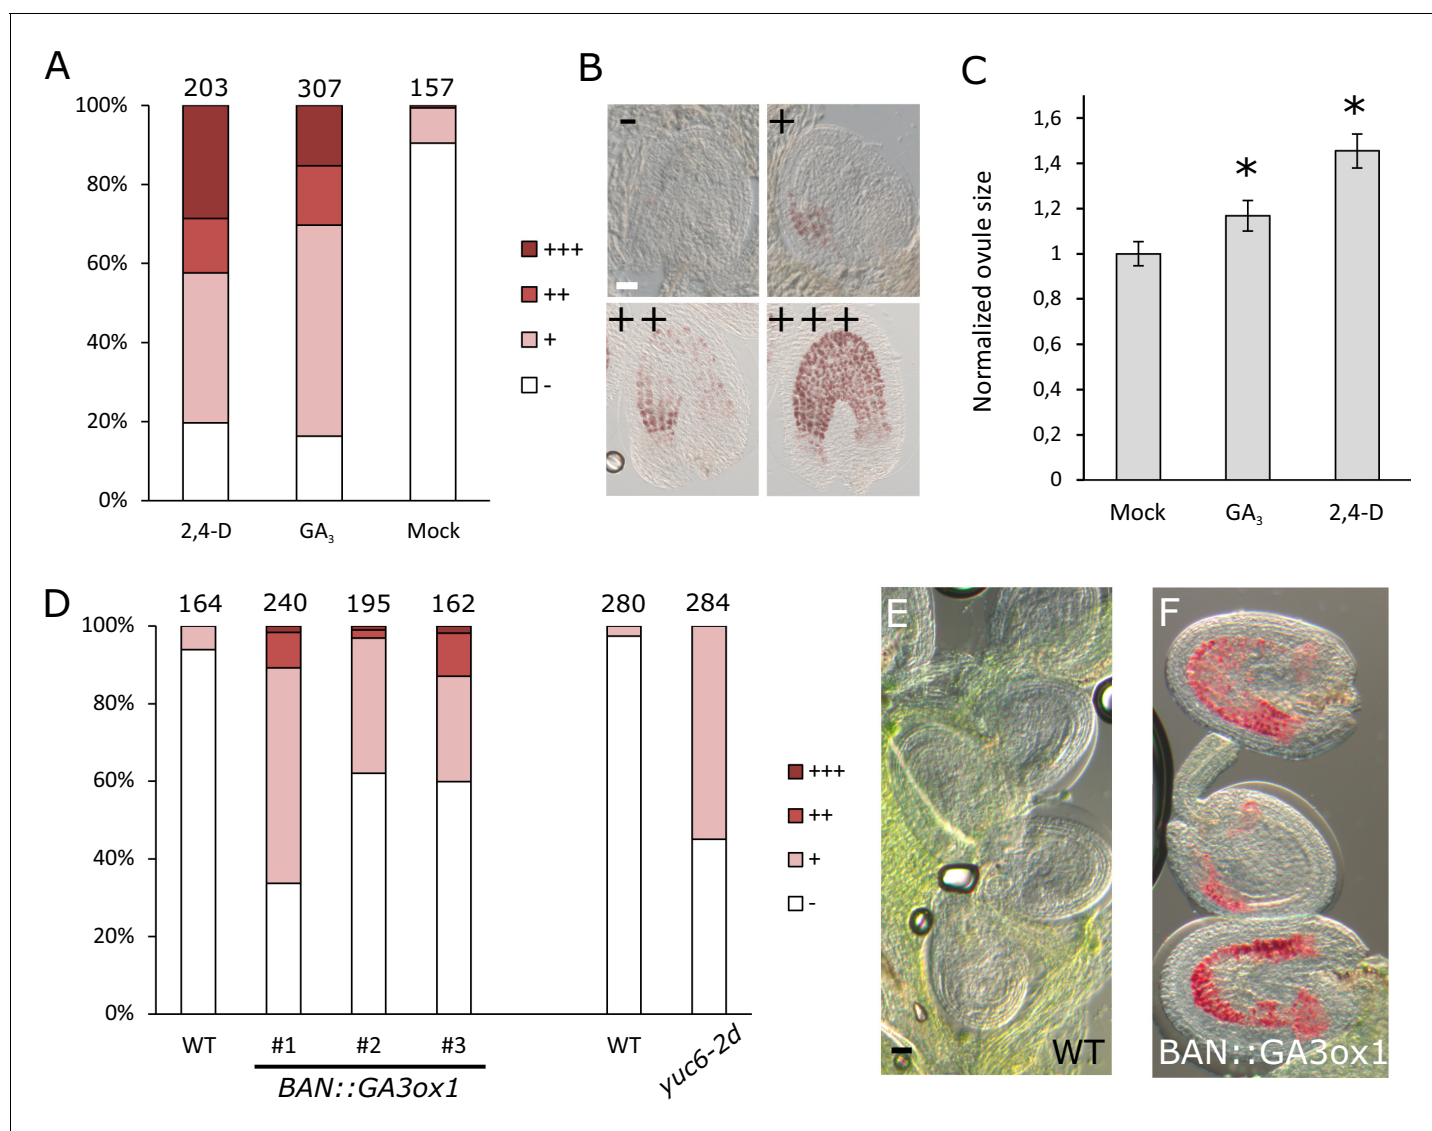 A
203 307 157
100%
80%
60%
40%
20%
0%
2,4-D GA₃ Mock
+++
++
+
-
B
-
+
++
+++
C
Normalized ovule size
1,6
1,4
1,2
1
0,8
0,6
0,4
0,2
0
*
*
Mock GA₃ 2,4-D
D
164 240 195 162 280 284
100%
80%
60%
40%
20%
0%
WT #1 #2 #3 WT yuc6-2d
BAN::GA3ox1
+++
++
+
-
E
WT
F
BAN::GA3ox1